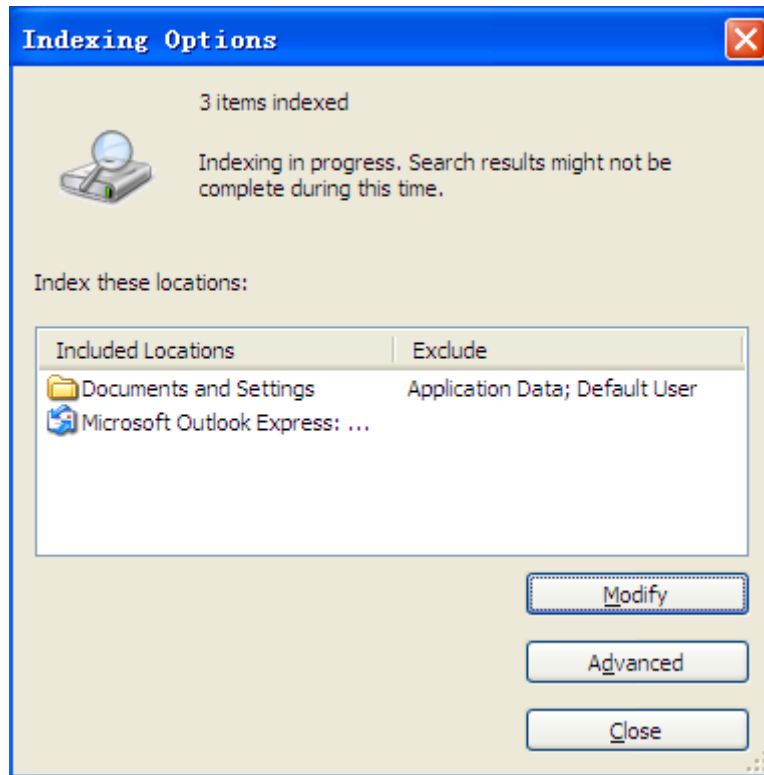 Indexing Options
3 items indexed
Indexing in progress. Search results might not be
complete during this time.
Index these locations:
Included Locations Exclude
Documents and Settings Application Data; Default User
Microsoft Outlook Express: ...
Modify
Advanced
Close